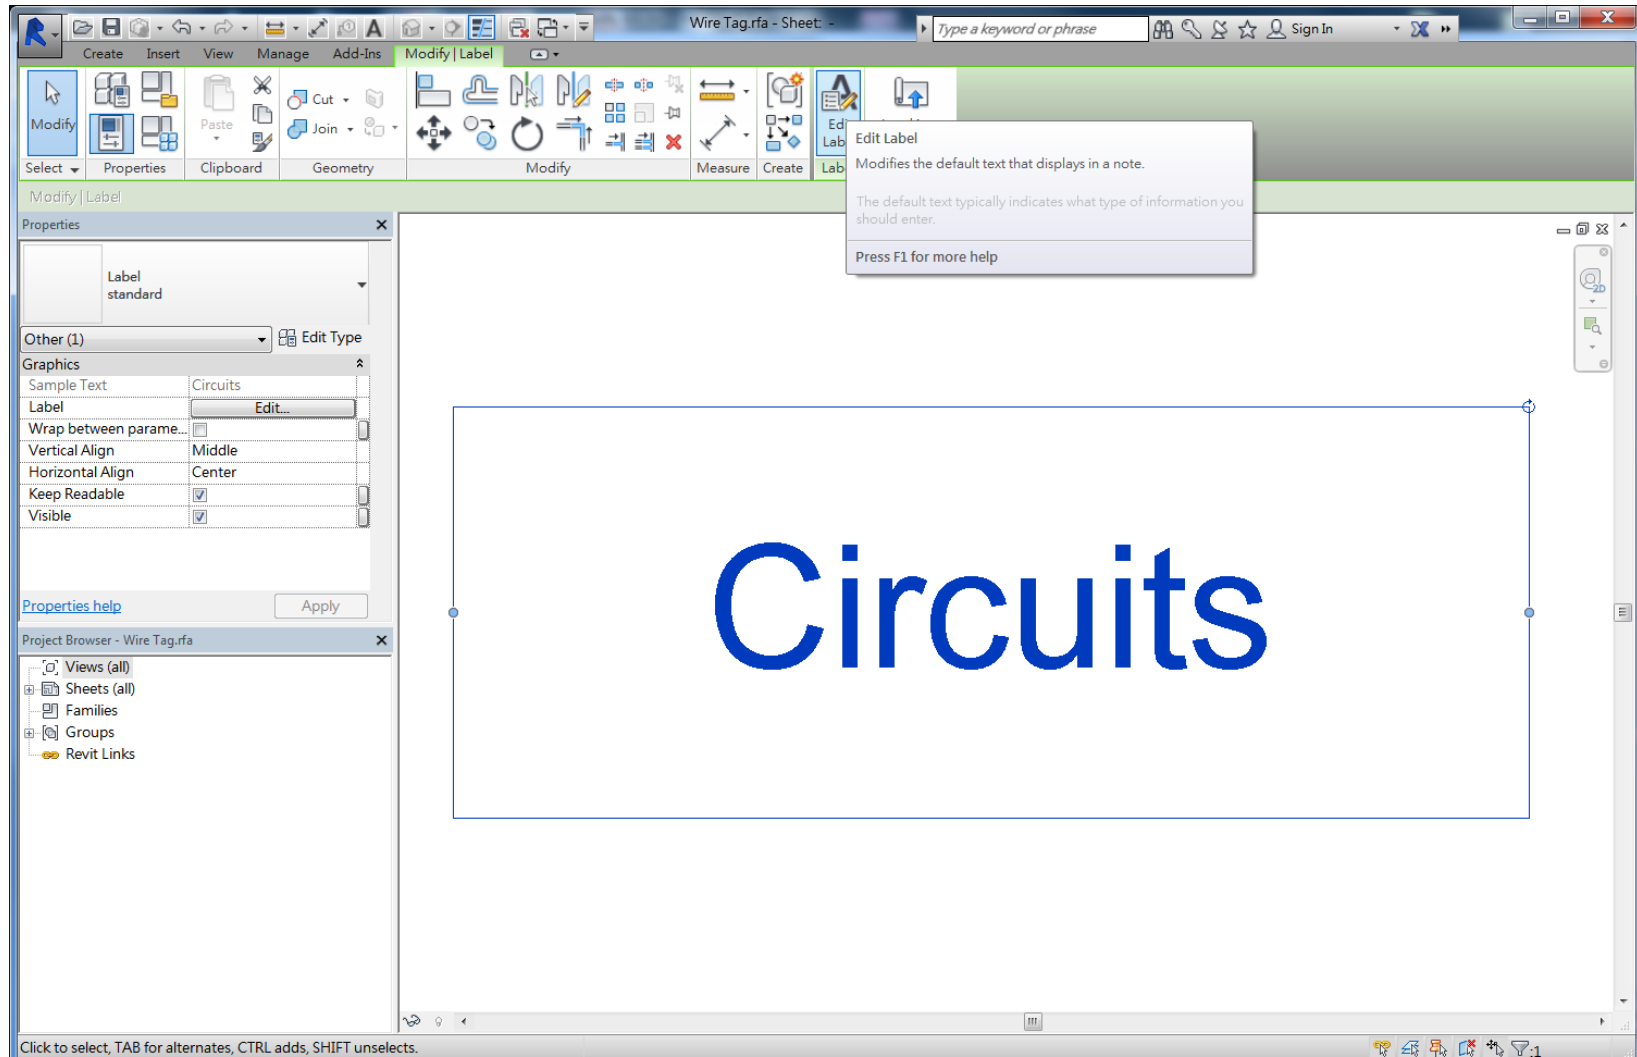 Wire Tag.rfa - Sheet: -
Type a keyword or phrase
Sign In
Create Insert View Manage Add-Ins Modify | Label
Modify
Paste
Cut
Join
Select Properties Clipboard Geometry Modify Measure Create
Edit Label
Modifies the default text that displays in a note.
The default text typically indicates what type of information you
should enter.
Press F1 for more help
Modify | Label
Properties
Label
standard
Other (1) Edit Type
Graphics
Sample Text Circuits
Label Edit...
Wrap between parame...
Vertical Align Middle
Horizontal Align Center
Keep Readable
Visible
Properties help Apply
Project Browser - Wire Tag.rfa
Views (all)
Sheets (all)
Families
Groups
Revit Links
Circuits
2D
Click to select, TAB for alternates, CTRL adds, SHIFT unselects.
:1